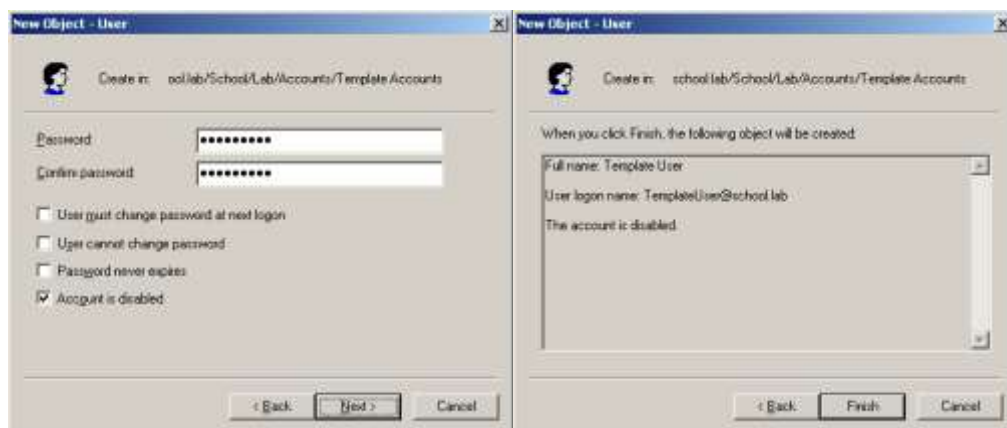 New Object - User
Create in: ool.lab/School/Lab/Accounts/Template Accounts
Password:
•••••••••
Confirm password:
•••••••••
User must change password at next logon
User cannot change password
Password never expires
Account is disabled
< Back
Next >
Cancel
New Object - User
Create in: school.lab/School/Lab/Accounts/Template Accounts
When you click Finish, the following object will be created:
Full name: Template User
User logon name: TemplateUser@school.lab
The account is disabled.
< Back
Finish
Cancel